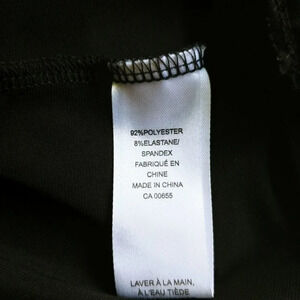 92%POLYESTER
8%ELASTANE/
SPANDEX
FABRIQUÉ EN
CHINE
MADE IN CHINA
CA 00655
LAVER À LA MAIN,
À L'EAU TIÈDE